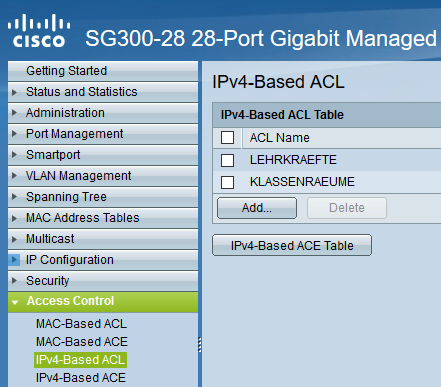 CISCO
SG300-28 28-Port Gigabit Managed
Getting Started
Status and Statistics
Administration
Port Management
Smartport
VLAN Management
Spanning Tree
MAC Address Tables
Multicast
IP Configuration
Security
Access Control
MAC-Based ACL
MAC-Based ACE
IPv4-Based ACL
IPv4-Based ACE
IPv4-Based ACL
IPv4-Based ACL Table
ACL Name
LEHRKRAEFTE
KLASSENRAEUME
Add... Delete
IPv4-Based ACE Table